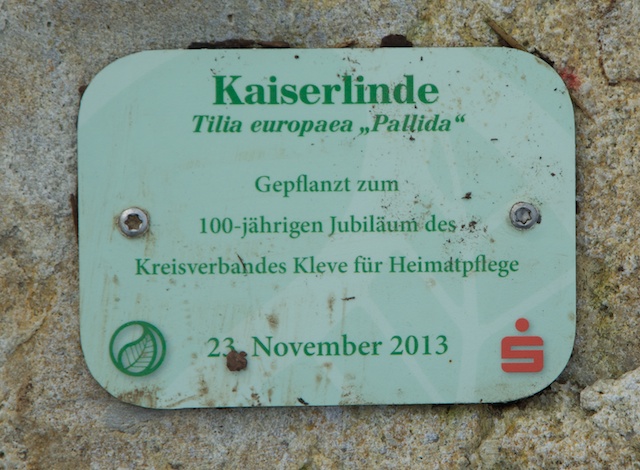 Kaiserlinde
Tilia europaea „Pallida“
Gepflanzt zum
100-jährigen Jubiläum des
Kreisverbandes Kleve für Heimatpflege
23. November 2013